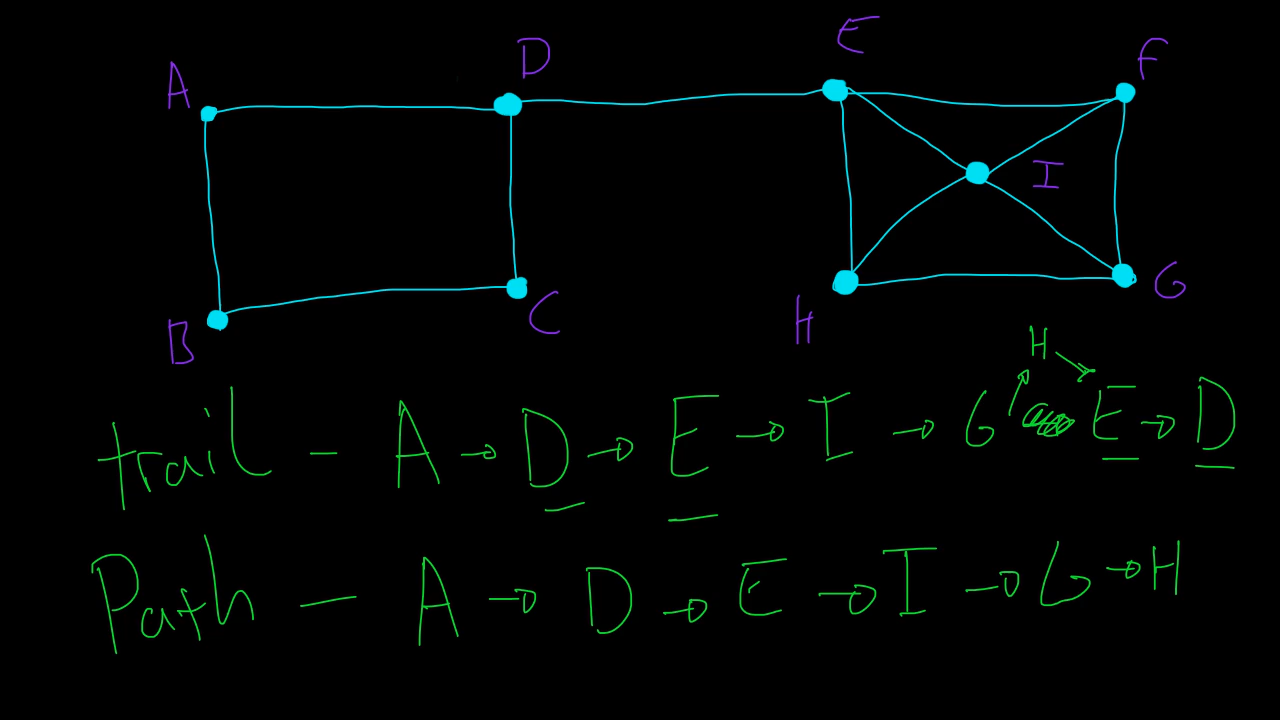 A D E F
I
B C H G
H
trail - A → D → E → I → G E → D
Path - A → D → E → I → G → H